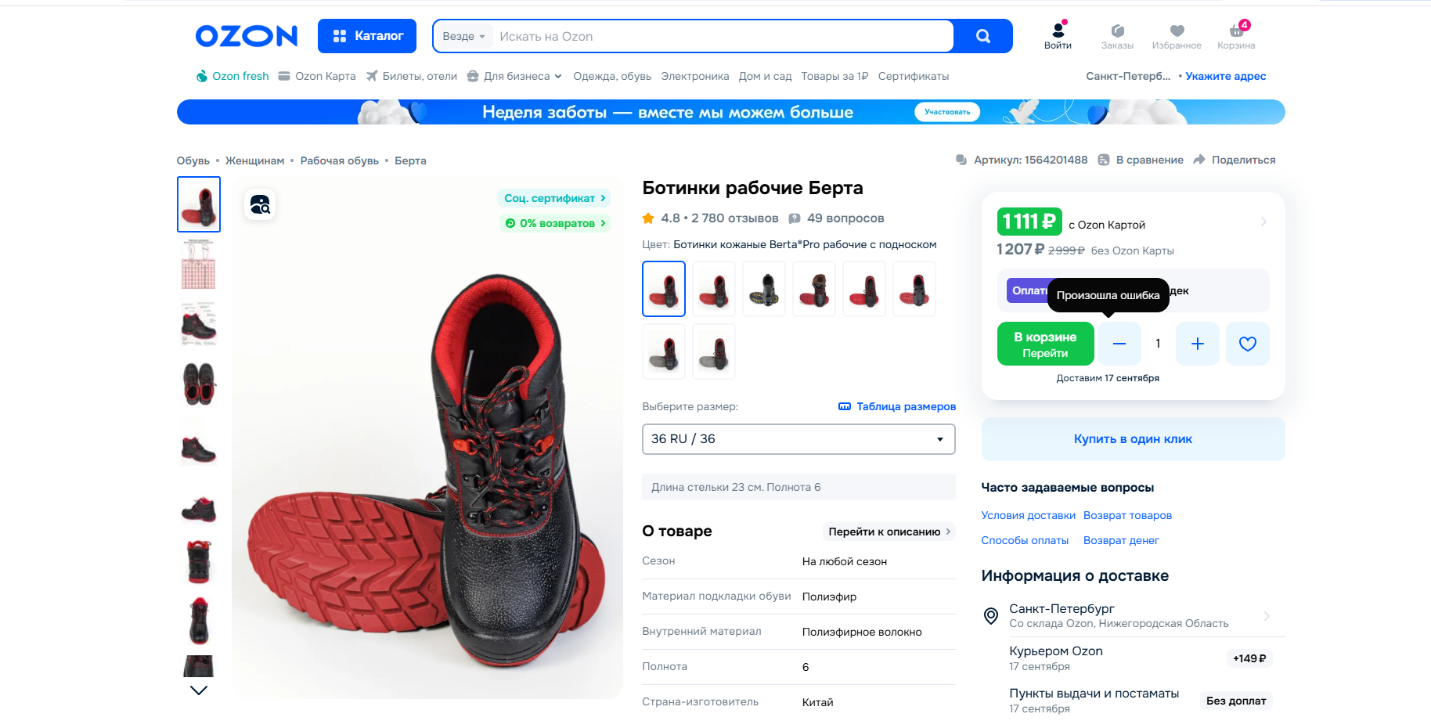 OZON
Каталог
Везде
Искать на Ozon
Войти
Заказы
Избранное
4
Корзина
Ozon fresh
Ozon Карта
Билеты, отели
Для бизнеса
Одежда, обувь
Электроника
Дом и сад
Товары за 1₽
Сертификаты
Санкт-Петерб... • Укажите адрес
Неделя заботы — вместе мы можем больше
Участвовать
Обувь • Женщинам • Рабочая обувь • Берта
Артикул: 1564201488
В сравнение
Поделиться
Соц. сертификат
0% возвратов
Ботинки рабочие Берта
4.8 • 2 780 отзывов
49 вопросов
Цвет: Ботинки кожаные Berta*Pro рабочие с подноском
Выберите размер:
Таблица размеров
36 RU / 36
Длина стельки 23 см. Полнота 6
О товаре
Перейти к описанию
Сезон
На любой сезон
Материал подкладки обуви
Полиэфир
Внутренний материал
Полиэфирное волокно
Полнота
6
Страна-изготовитель
Китай
1 111 ₽ с Ozon Картой
1 207 ₽ 2 999 ₽ без Ozon Карты
Произошла ошибка
В корзине
Перейти
1
Доставим 17 сентября
Купить в один клик
Часто задаваемые вопросы
Условия доставки
Возврат товаров
Способы оплаты
Возврат денег
Информация о доставке
Санкт-Петербург
Со склада Ozon, Нижегородская Область
Курьером Ozon
17 сентября
+149 ₽
Пункты выдачи и постаматы
17 сентября
Без доплат